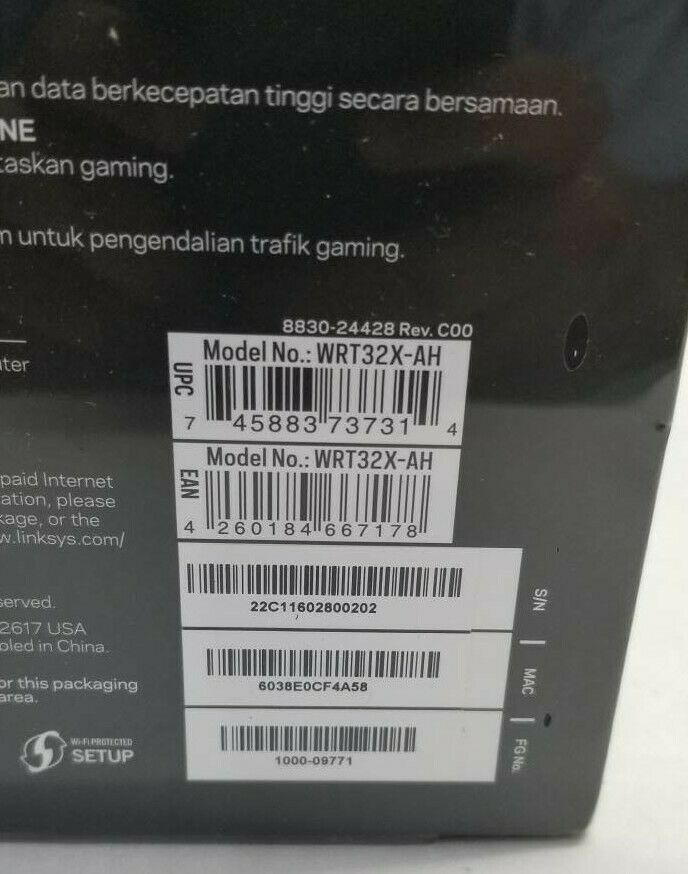 an data berkecepatan tinggi secara bersamaan.
NE
taskan gaming.
untuk pengendalian trafik gaming.
8830-24428 Rev. C00
Model No.: WRT32X-AH
UPC
7 45883 73731 4
Model No.: WRT32X-AH
EAN
4 260184 667178
paid Internet
ation, please
kage, or the
w.linksys.com/
22C11602800202
S/N
served.
2617 USA
bled in China.
6038E0CF4A58
MAC
or this packaging
area.
WI-FI PROTECTED
SETUP
1000-09771
FG No.